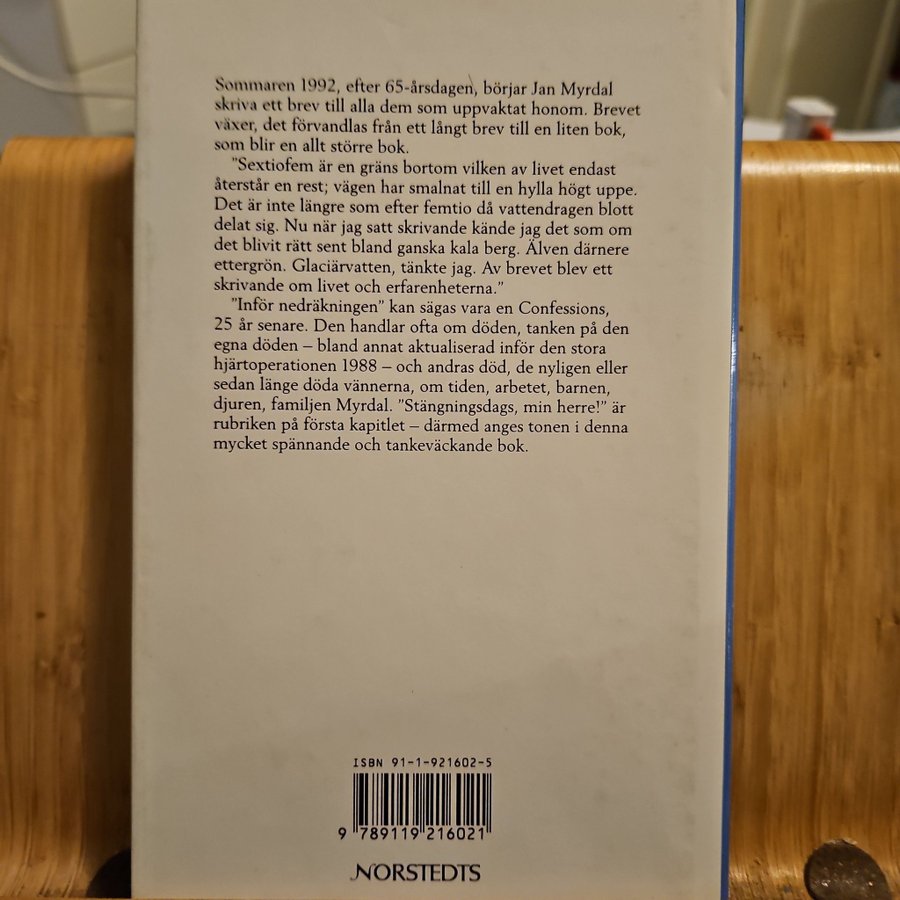 Sommaren 1992, efter 65-årsdagen, börjar Jan Myrdal
skriva ett brev till alla dem som uppvaktat honom. Brevet
växer, det förvandlas från ett långt brev till en liten bok,
som blir en allt större bok.
"Sextiofem är en gräns bortom vilken av livet endast
återstår en rest; vägen har smalnat till en hylla högt uppe.
Det är inte längre som efter femtio då vattendragen blott
delat sig. Nu när jag satt skrivande kände jag det som om
det blivit rätt sent bland ganska kala berg. Älven därnere
ettergrön. Glaciärvatten, tänkte jag. Av brevet blev ett
skrivande om livet och erfarenheterna."
"Inför nedräkningen" kan sägas vara en Confessions,
25 år senare. Den handlar ofta om döden, tanken på den
egna döden – bland annat aktualiserad inför den stora
hjärtoperationen 1988 – och andras död, de nyligen eller
sedan länge döda vännerna, om tiden, arbetet, barnen,
djuren, familjen Myrdal. "Stängningsdags, min herre!" är
rubriken på första kapitlet – därmed anges tonen i denna
mycket spännande och tankeväckande bok.
ISBN 91-1-921602-5
9 789119 216021
NORSTEDTS